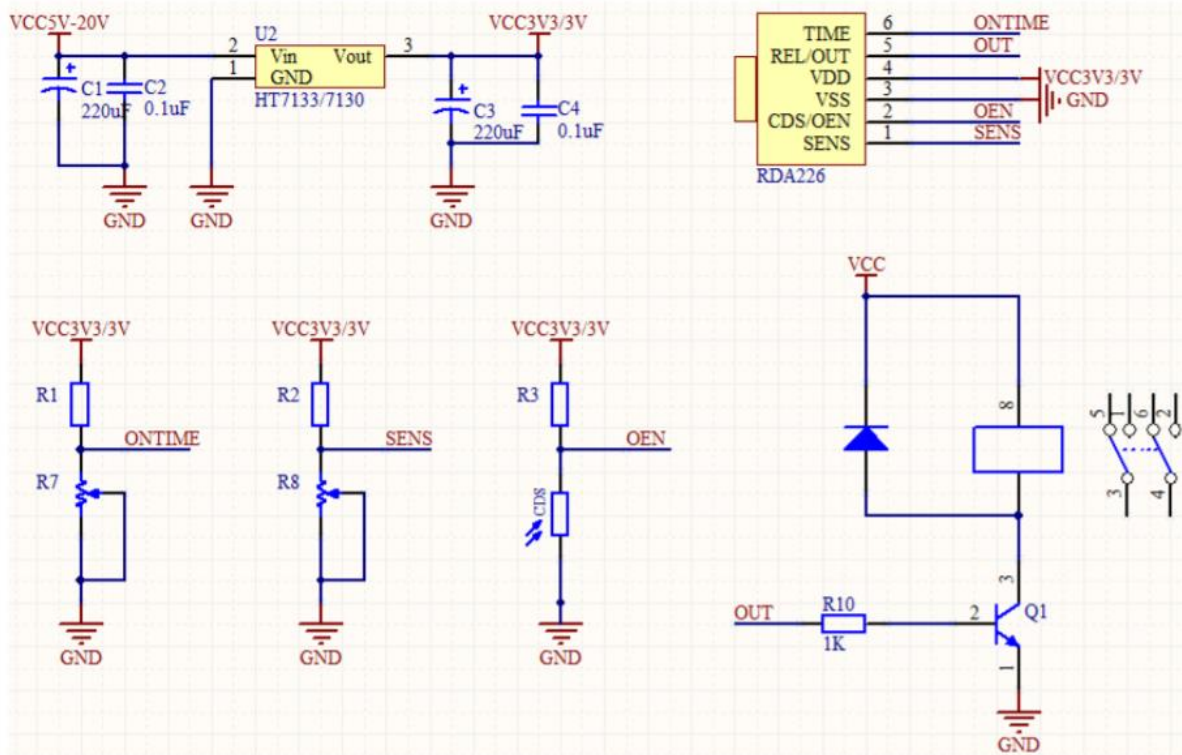 VCC5V-20V
U2
VCC3V3/3V
2
Vin
Vout
3
1
GND
HT7133/7130
C1
220uF
C2
0.1uF
C3
220uF
C4
0.1uF
GND
GND
GND
TIME
6
ONTIME
REL/OUT
5
OUT
VDD
4
VCC3V3/3V
VSS
3
GND
CDS/OEN
2
OEN
SENS
1
SENS
RDA226
VCC3V3/3V
R1
ONTIME
R7
GND
VCC3V3/3V
R2
SENS
R8
GND
VCC3V3/3V
R3
OEN
CDS
GND
VCC
8
5
1
6
2
3
4
OUT
R10
1K
2
3
Q1
1
GND